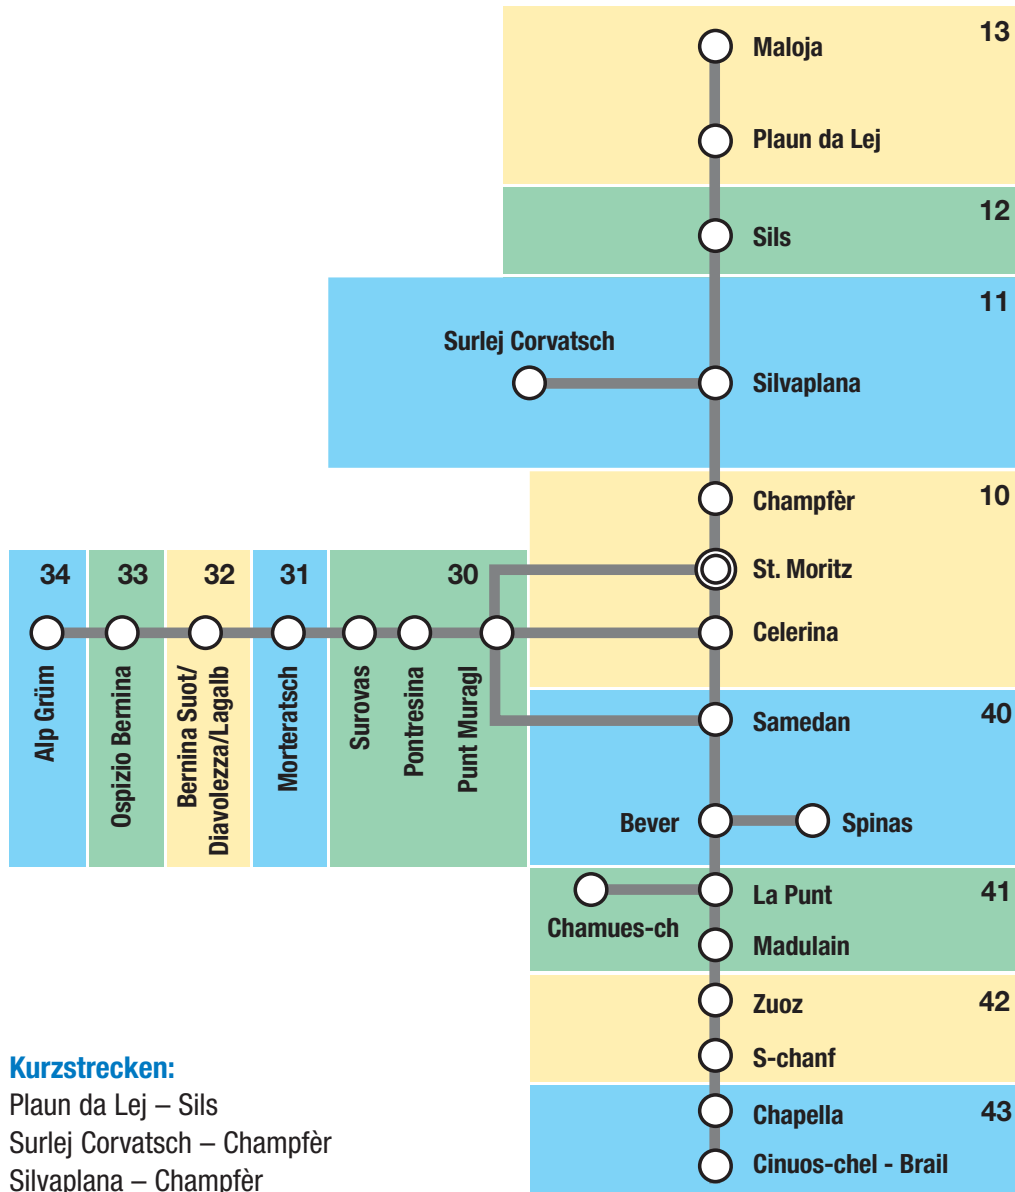 13
Maloja
Plaun da Lej
12
Sils
11
Surlej Corvatsch
Silvaplana
10
Champfèr
St. Moritz
Celerina
34
33
32
31
30
Alp Grüm
Ospizio Bernina
Bernina Suot/
Diavolezza/Lagalb
Morteratsch
Surovas
Pontresina
Punt Muragl
40
Samedan
Bever
Spinas
41
La Punt
Chamues-ch
Madulain
42
Zuoz
S-chanf
43
Chapella
Cinuos-chel - Brail
Kurzstrecken:
Plaun da Lej – Sils
Surlej Corvatsch – Champfèr
Silvaplana – Champfèr